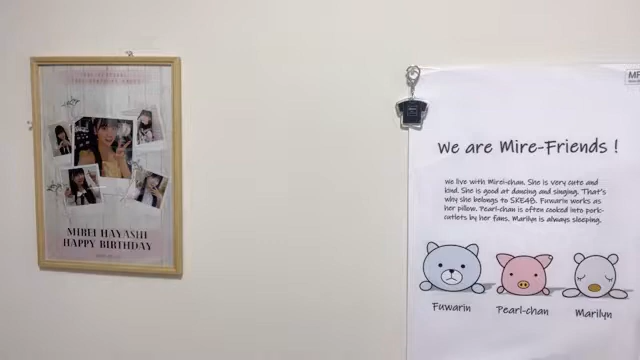 MIREI HAYASHI
HAPPY BIRTHDAY
MF
We are Mire-Friends !
We live with Mirei-chan. She is very cute and
kind. She is good at dancing and singing. That's
why she belongs to SKE48. Fuwarin works as
her pillow. Pearl-chan is often cooked into pork-
cutlets by her fans. Marilyn is always sleeping.
Fuwarin
Pearl-chan
Marilyn